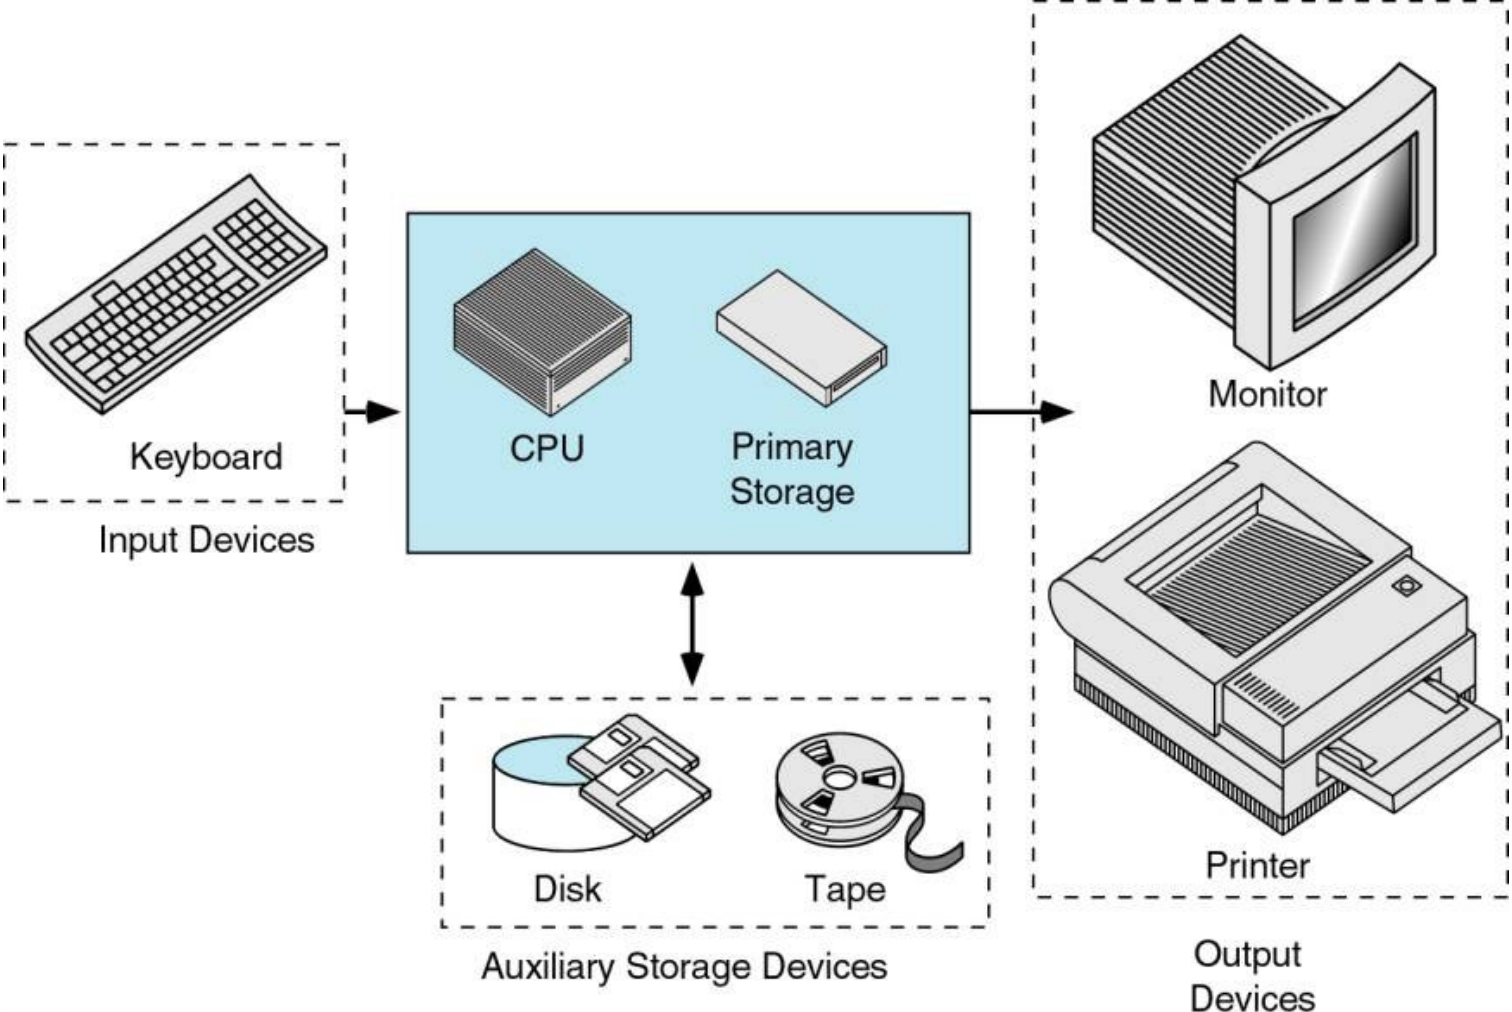 Keyboard
Input Devices
CPU
Primary
Storage
Monitor
Printer
Output
Devices
Disk
Tape
Auxiliary Storage Devices